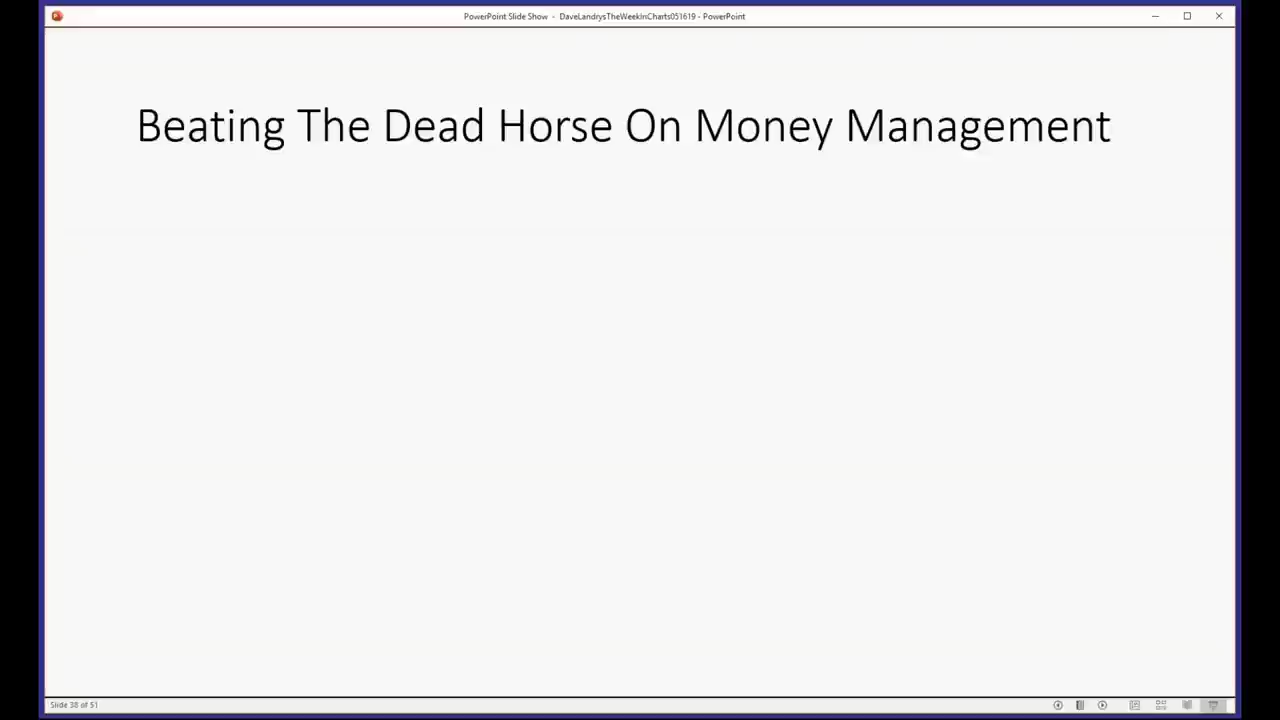 PowerPoint Slide Show - DaveLandrysTheWeekInCharts051619 - PowerPoint
Beating The Dead Horse On Money Management
Slide 38 of 51